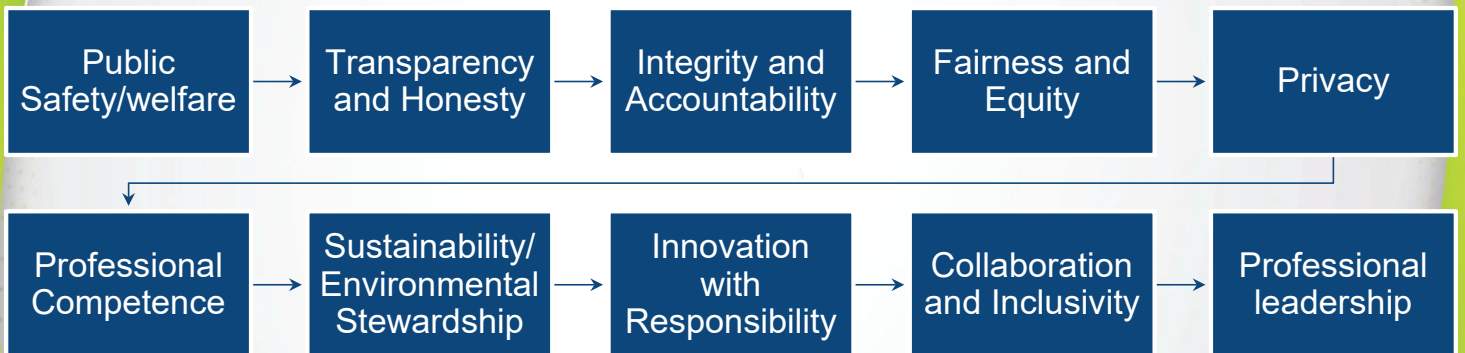 Public
Safety/welfare
Transparency
and Honesty
Integrity and
Accountability
Fairness and
Equity
Privacy
Professional
Competence
Sustainability/
Environmental
Stewardship
Innovation
with
Responsibility
Collaboration
and Inclusivity
Professional
leadership